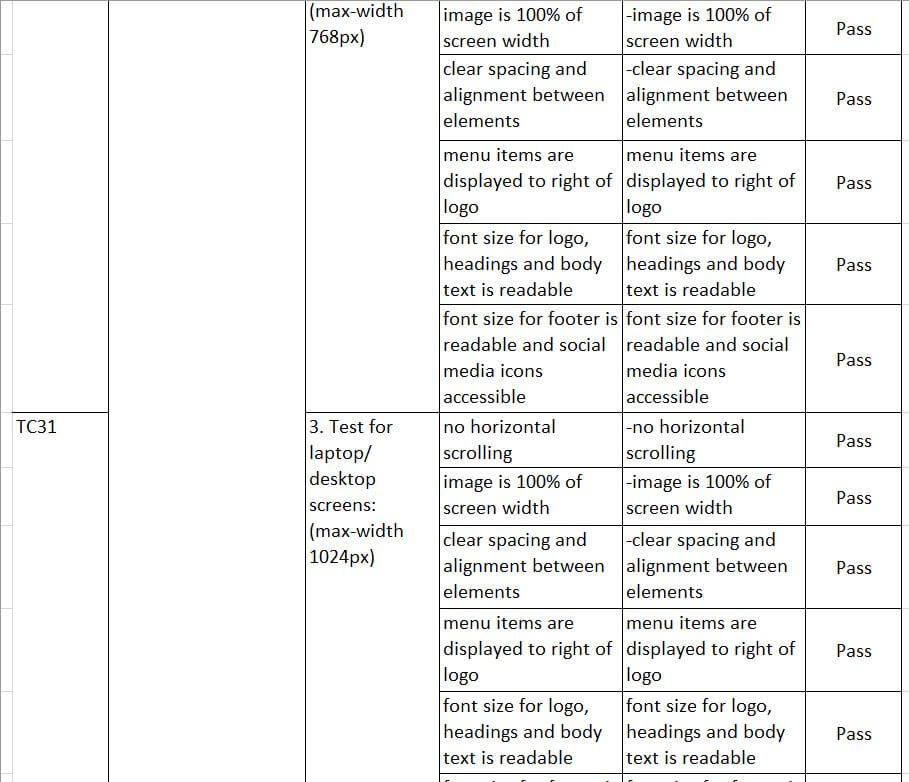 (max-width
768px)
image is 100% of
screen width
-image is 100% of
screen width
Pass
clear spacing and
alignment between
elements
-clear spacing and
alignment between
elements
Pass
menu items are
displayed to right of
logo
menu items are
displayed to right of
logo
Pass
font size for logo,
headings and body
text is readable
font size for logo,
headings and body
text is readable
Pass
font size for footer is
readable and social
media icons
accessible
font size for footer is
readable and social
media icons
accessible
Pass
TC31
3. Test for
laptop/
desktop
screens:
(max-width
1024px)
no horizontal
scrolling
-no horizontal
scrolling
Pass
image is 100% of
screen width
-image is 100% of
screen width
Pass
clear spacing and
alignment between
elements
-clear spacing and
alignment between
elements
Pass
menu items are
displayed to right of
logo
menu items are
displayed to right of
logo
Pass
font size for logo,
headings and body
text is readable
font size for logo,
headings and body
text is readable
Pass